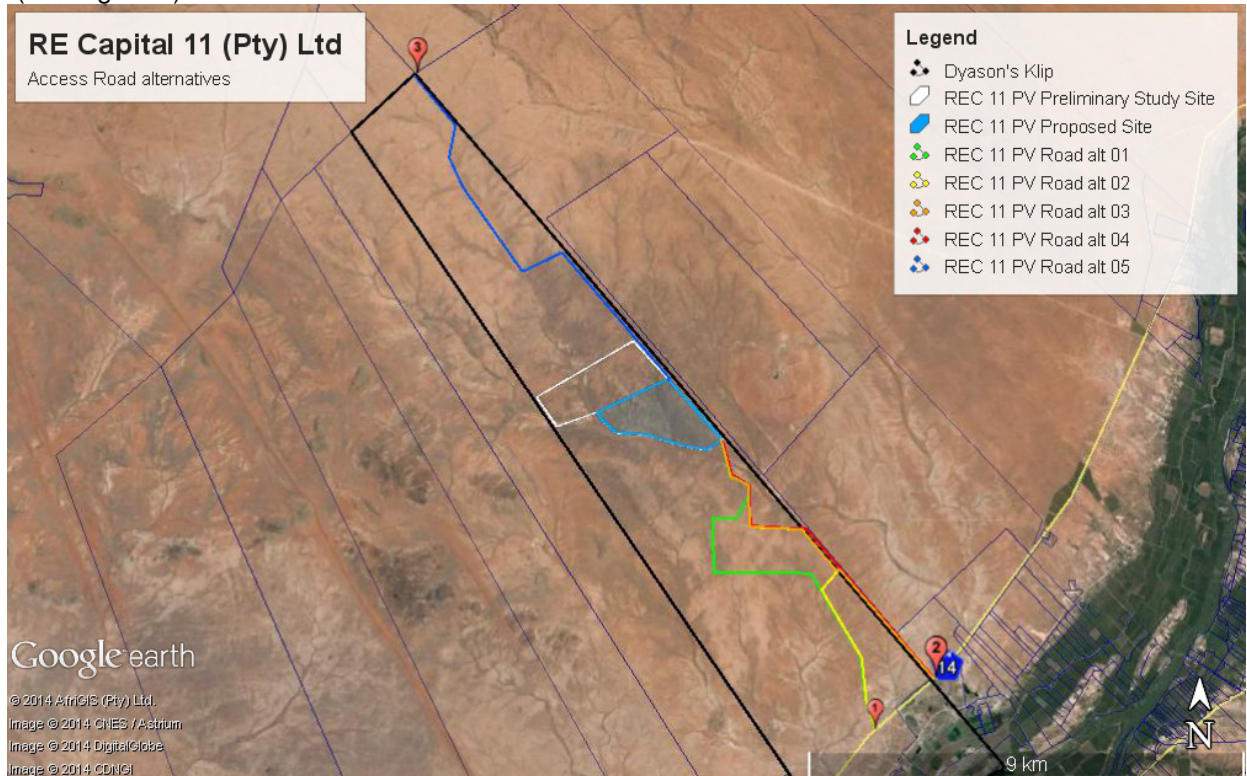 RE Capital 11 (Pty) Ltd
Access Road alternatives
Legend
Dyason's Klip
REC 11 PV Preliminary Study Site
REC 11 PV Proposed Site
REC 11 PV Road alt 01
REC 11 PV Road alt 02
REC 11 PV Road alt 03
REC 11 PV Road alt 04
REC 11 PV Road alt 05
3
2
14
1
Google earth
© 2014 AfriGIS (Pty) Ltd.
Image © 2014 CNES / Astrium
Image © 2014 DigitalGlobe
Image © 2014 CDNGI
N
9 km